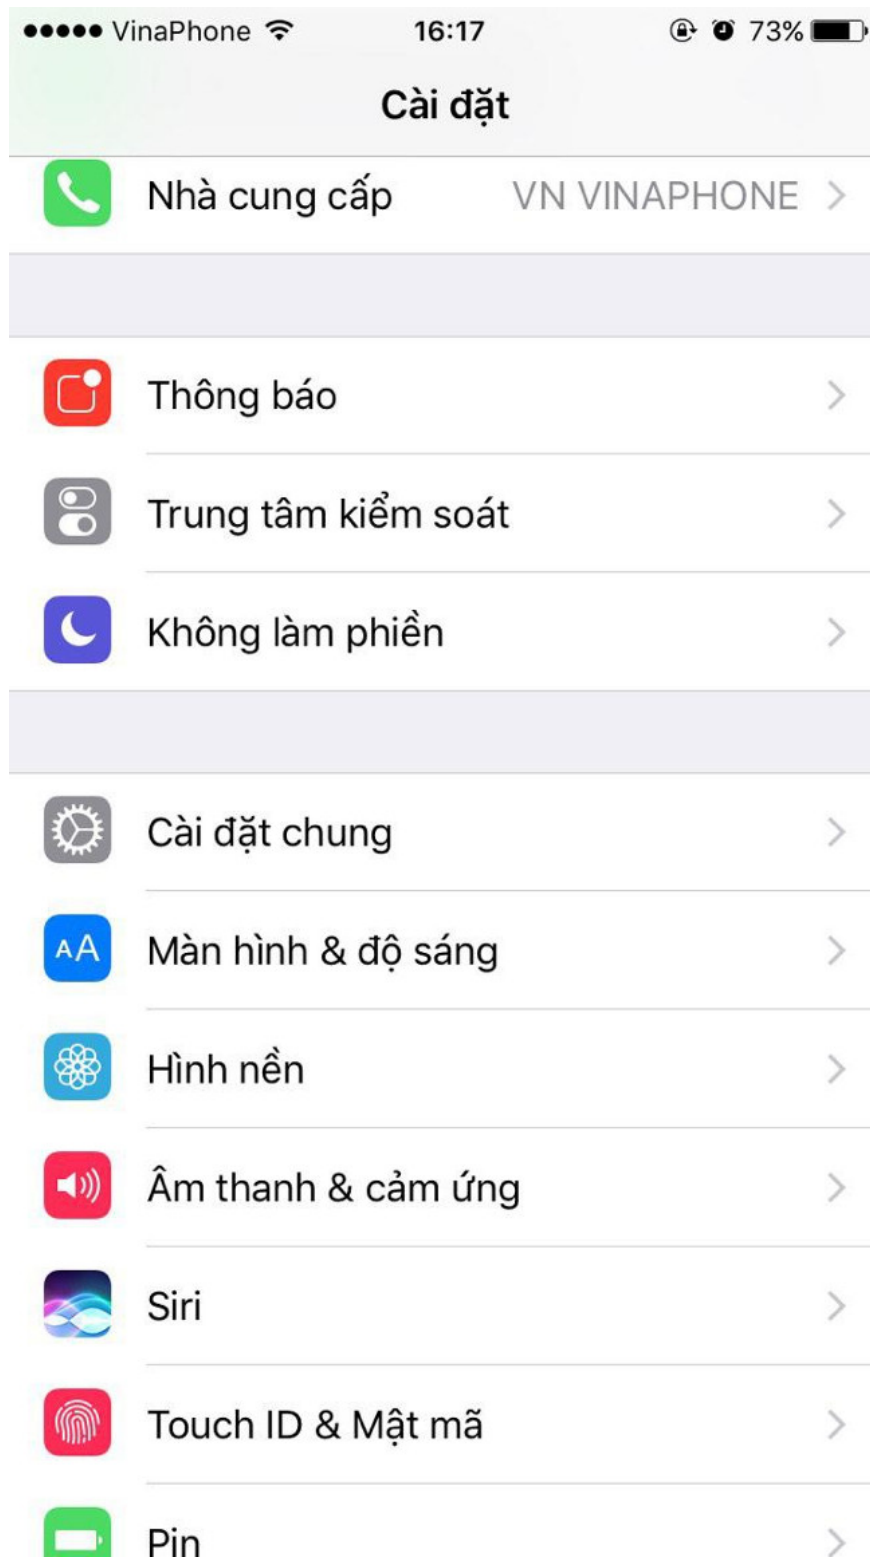 VinaPhone 16:17 73%
Cài đặt
Nhà cung cấp VN VINAPHONE
Thông báo
Trung tâm kiểm soát
Không làm phiền
Cài đặt chung
AA Màn hình & độ sáng
Hình nền
Âm thanh & cảm ứng
Siri
Touch ID & Mật mã
Pin